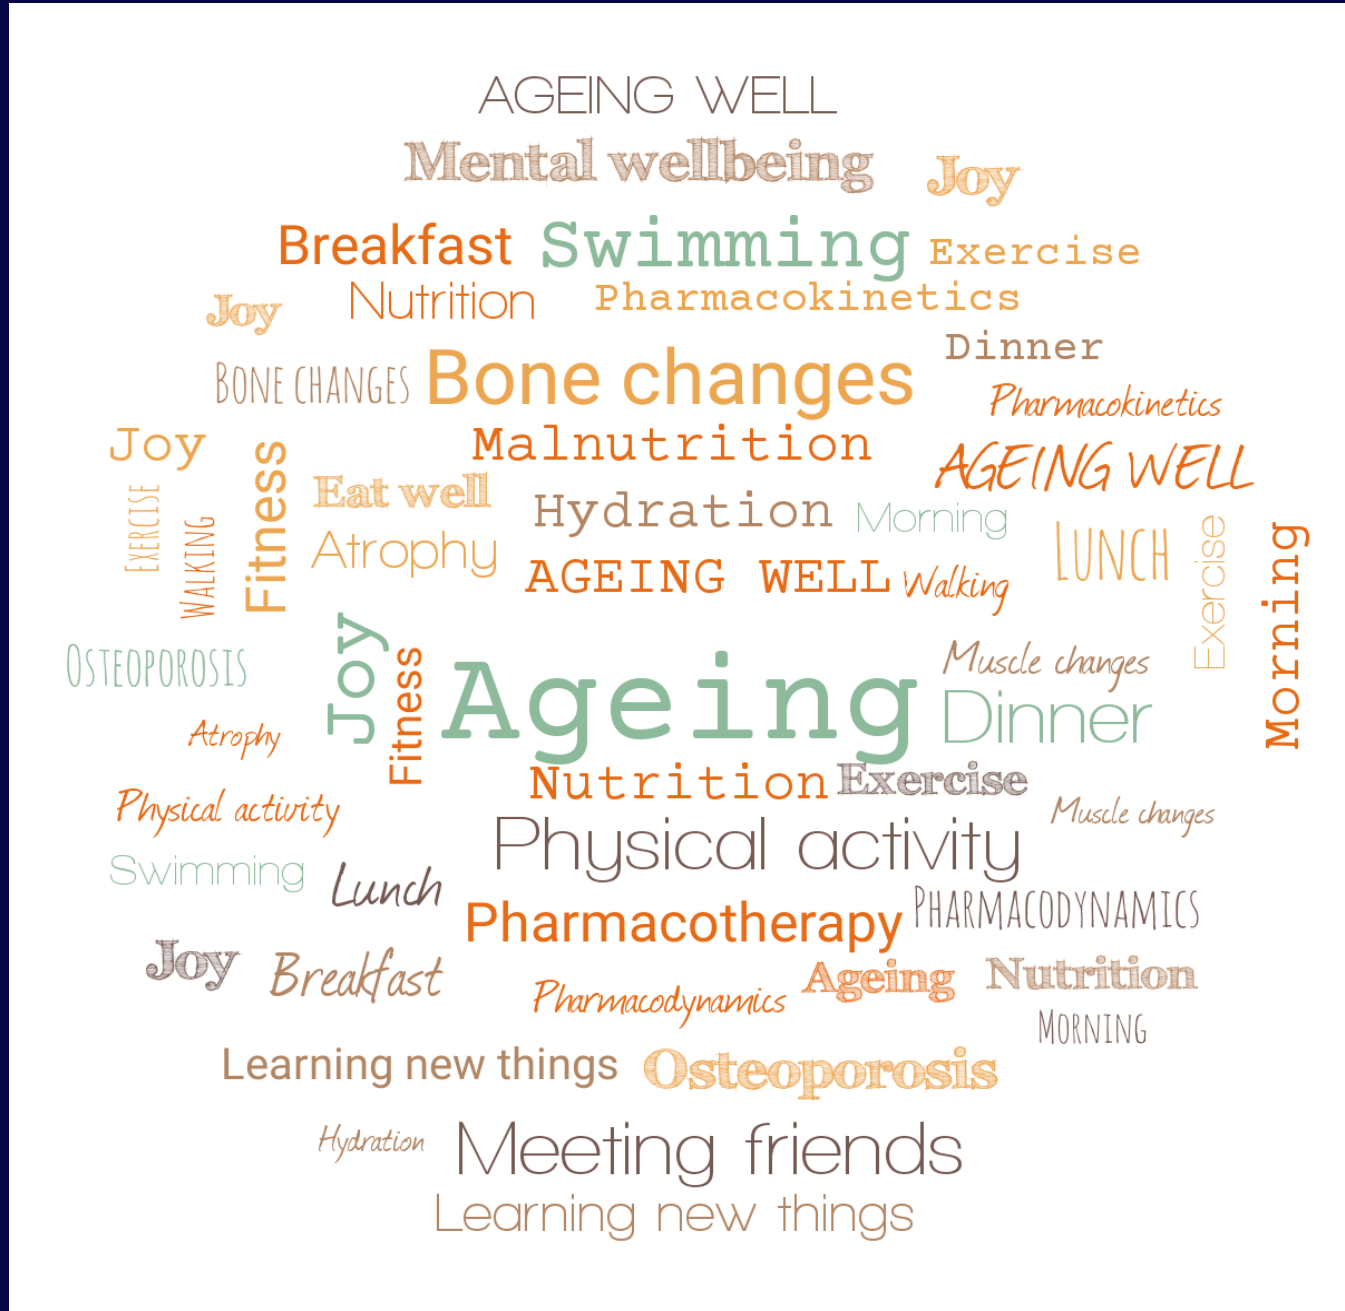 AGEING WELL
Mental wellbeing
Joy
Breakfast
Swimming
Exercise
Joy
Nutrition
Pharmacokinetics
Dinner
BONE CHANGES
Bone changes
Pharmacokinetics
Joy
Fitness
Malnutrition
AGEING WELL
EXERCISE
WALKING
Eat well
Hydration
Morning
LUNCH
Exercise
Morning
Atrophy
AGEING WELL
Walking
OSTEOPOROSIS
Joy
Fitness
Ageing
Muscle changes
Dinner
Atrophy
Nutrition
Exercise
Physical activity
Physical activity
Muscle changes
Swimming
Lunch
Pharmacotherapy
PHARMACODYNAMICS
Joy
Breakfast
Pharmacodynamics
Ageing
Nutrition
MORNING
Learning new things
Osteoporosis
Hydration
Meeting friends
Learning new things